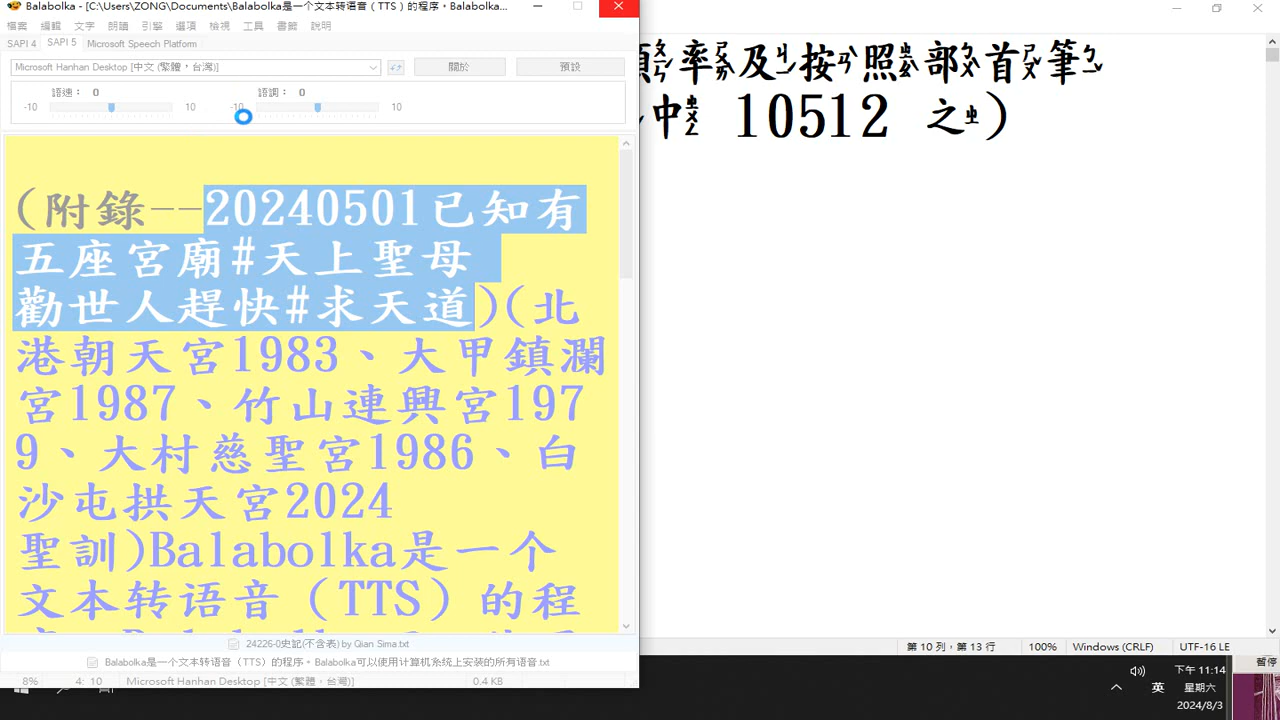 Balabolka - [C:\Users\ZONG\Documents\Balabolka是一个文本转语音（TTS）的程序。Balabolka...
檔案 編輯 文字 朗讀 引擎 選項 檢視 工具 書籤 說明
SAPI 4 SAPI 5 Microsoft Speech Platform
Microsoft Hanhan Desktop [中文 (繁體，台灣)]
關於 預設
語速： 0 語調： 0
-10 10 -10 10
(附錄--20240501已知有
五座宮廟#天上聖母
勸世人趕快#求天道)(北
港朝天宮1983、大甲鎮瀾
宮1987、竹山連興宮197
9、大村慈聖宮1986、白
沙屯拱天宮2024
聖訓)Balabolka是一个
文本转语音（TTS）的程
24226-0史記(不含表) by Qian Sima.txt
Balabolka是一个文本转语音（TTS）的程序。Balabolka可以使用计算机系统上安装的所有语音.txt
8% 4: 10 Microsoft Hanhan Desktop [中文 (繁體，台灣)] 0.4 KB
率及按照部首筆
中 10512 之)
第 10 列，第 13 行 100% Windows (CRLF) UTF-16 LE
暫停
下午 11:14
英 星期六
2024/8/3